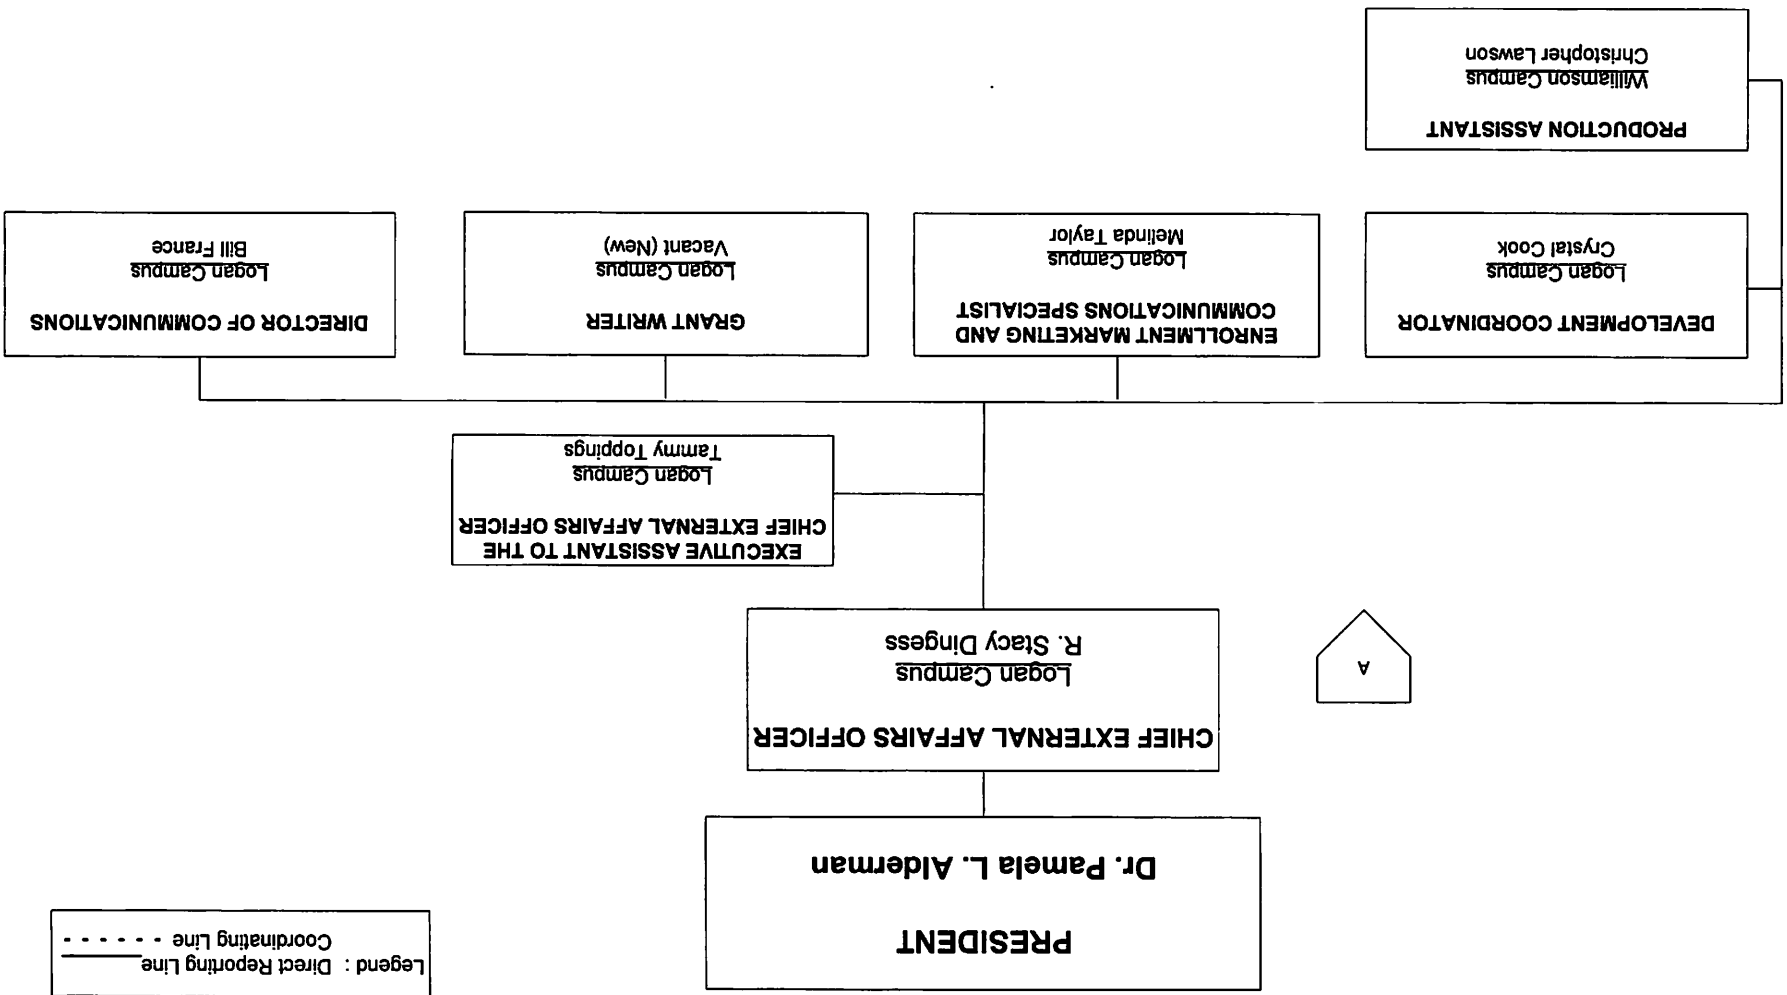 Legend : Direct Reporting Line
Coordinating Line
PRESIDENT
Dr. Pamela L. Alderman
CHIEF EXTERNAL AFFAIRS OFFICER
Logan Campus
R. Stacy Dingess
A
EXECUTIVE ASSISTANT TO THE
CHIEF EXTERNAL AFFAIRS OFFICER
Logan Campus
Tammy Toppings
DEVELOPMENT COORDINATOR
Logan Campus
Crystal Cook
ENROLLMENT MARKETING AND
COMMUNICATIONS SPECIALIST
Logan Campus
Melinda Taylor
GRANT WRITER
Logan Campus
Vacant (New)
DIRECTOR OF COMMUNICATIONS
Logan Campus
Bill France
PRODUCTION ASSISTANT
Williamson Campus
Christopher Lawson